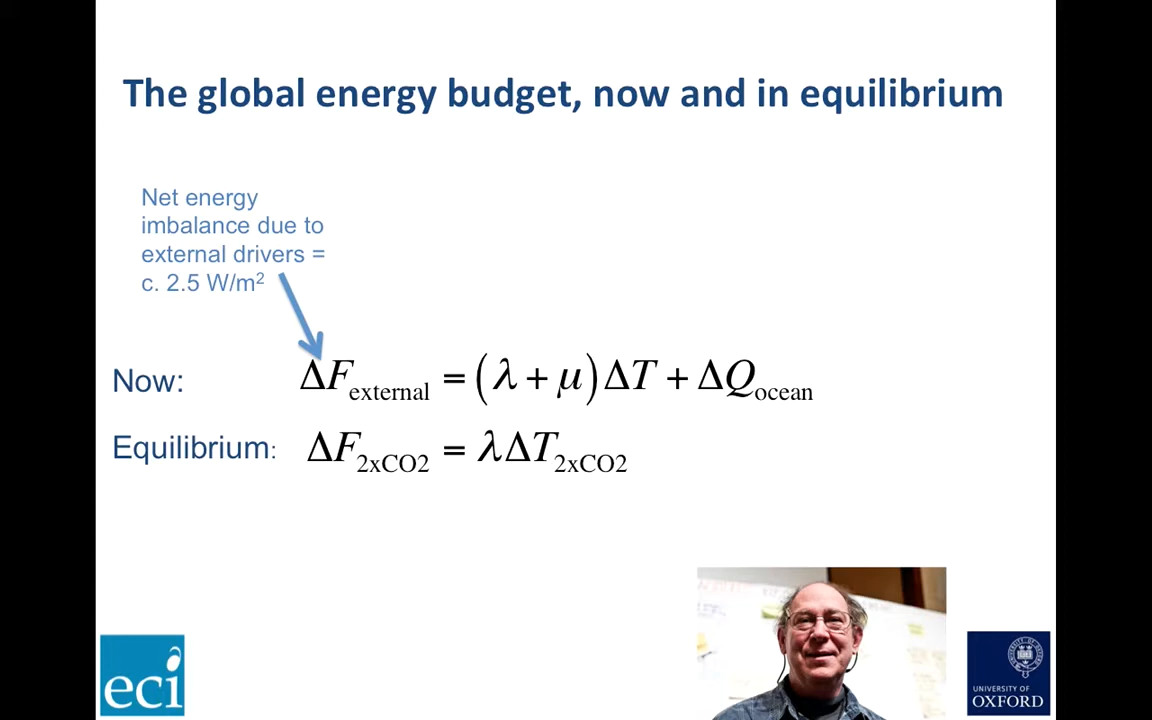 The global energy budget, now and in equilibrium
Net energy
imbalance due to
external drivers =
c. 2.5 W/m²
Now: ΔF_external = (λ + μ)ΔT + ΔQ_ocean
Equilibrium: ΔF_2xCO2 = λΔT_2xCO2
eci
UNIVERSITY OF
OXFORD